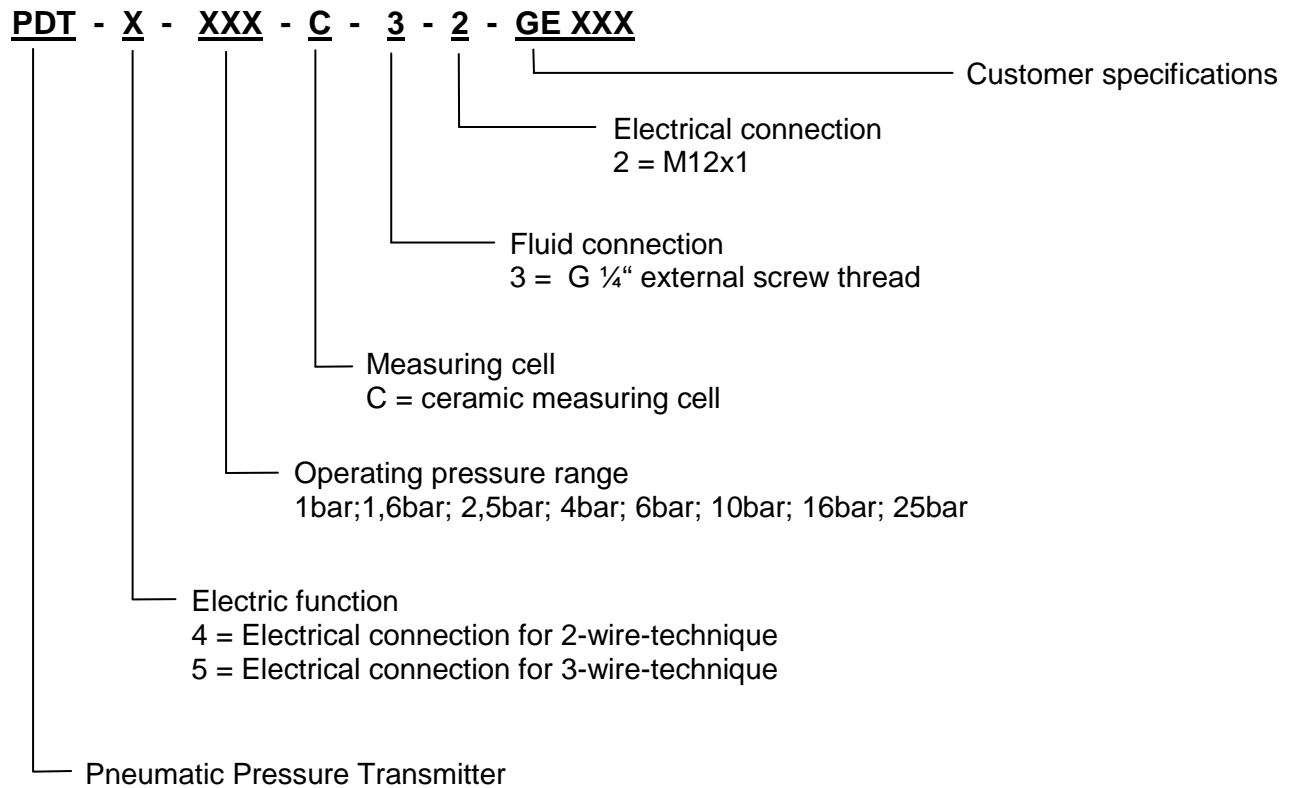 PDT - X - XXX - C - 3 - 2 - GE XXX
Customer specifications
Electrical connection
2 = M12x1
Fluid connection
3 = G ¼“ external screw thread
Measuring cell
C = ceramic measuring cell
Operating pressure range
1bar;1,6bar; 2,5bar; 4bar; 6bar; 10bar; 16bar; 25bar
Electric function
4 = Electrical connection for 2-wire-technique
5 = Electrical connection for 3-wire-technique
Pneumatic Pressure Transmitter